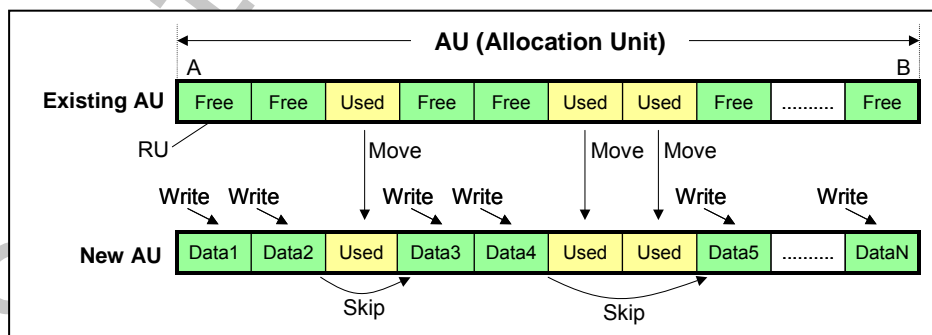 AU (Allocation Unit)
A B
Existing AU Free Free Used Free Free Used Used Free .......... Free
RU Move Move Move
Write Write Write Write Write Write
New AU Data1 Data2 Used Data3 Data4 Used Used Data5 .......... DataN
Skip Skip